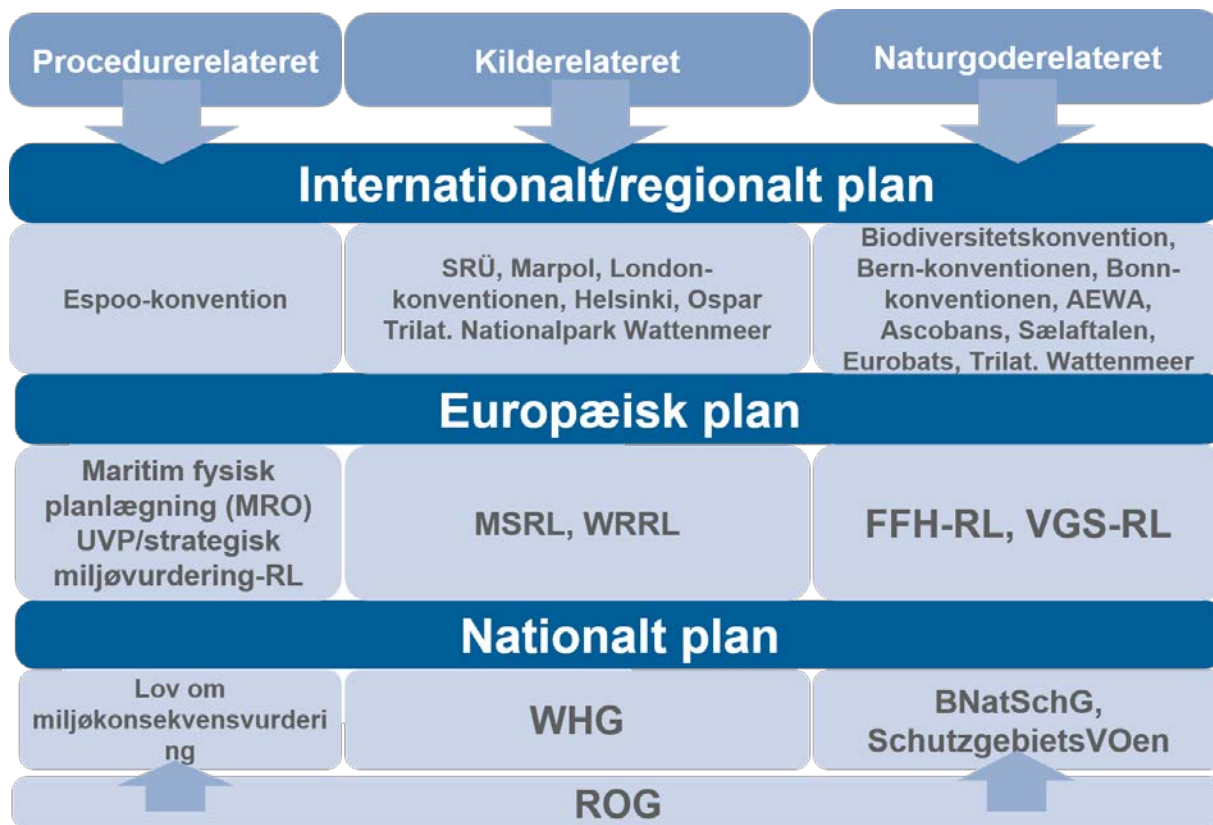 Procedurerelateret
Kilderelateret
Naturgoderelateret
Internationalt/regionalt plan
Espoo-konvention
SRÜ, Marpol, London-
konventionen, Helsinki, Ospar
Trilat. Nationalpark Wattenmeer
Biodiversitetskonvention,
Bern-konventionen, Bonn-
konventionen, AEWA,
Ascobans, Sælaftalen,
Eurobats, Trilat. Wattenmeer
Europæisk plan
Maritim fysisk
planlægning (MRO)
UVP/strategisk
miljøvurdering-RL
MSRL, WRRL
FFH-RL, VGS-RL
Nationalt plan
Lov om
miljøkonsekvensvurderi
ng
WHG
BNatSchG,
SchutzgebietsVOen
ROG